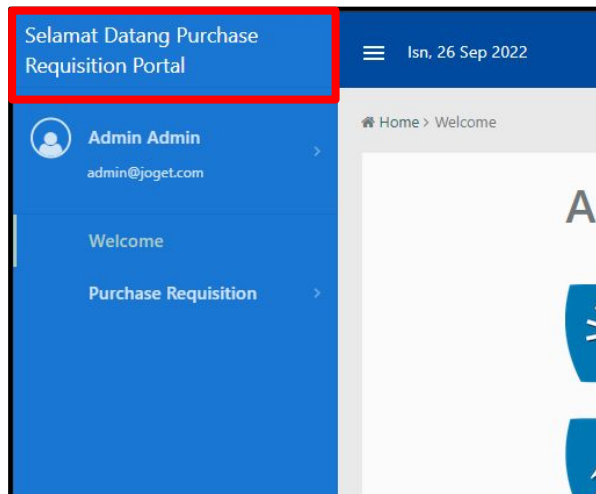 Selamat Datang Purchase
Requisition Portal
Isn, 26 Sep 2022
Home > Welcome
Admin Admin
admin@joget.com
Welcome
Purchase Requisition
A